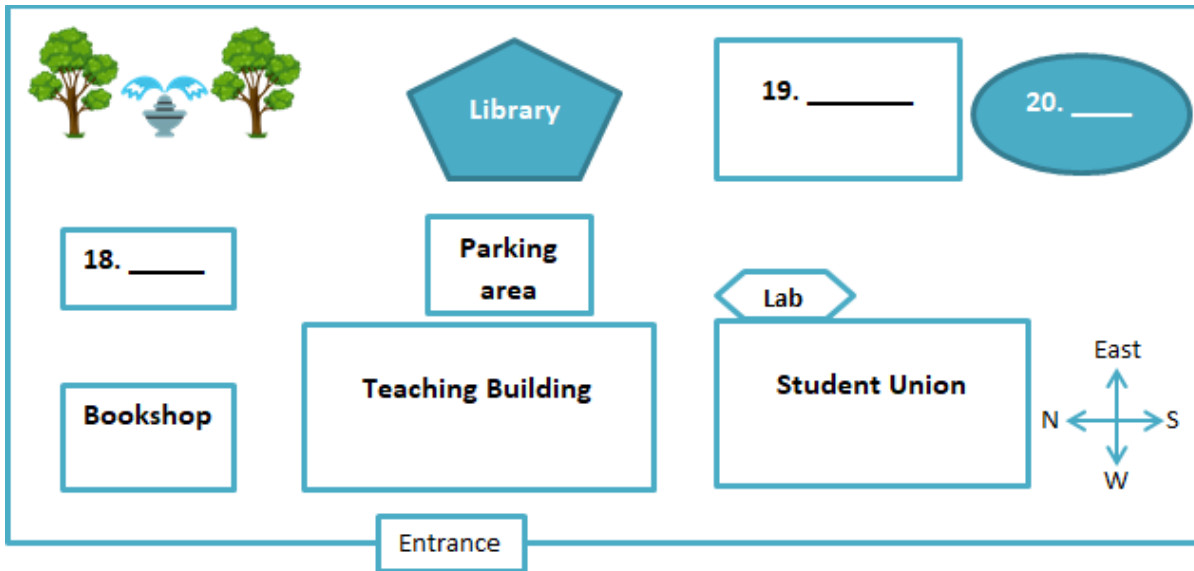 Library
19. _______
20. ____
18. _____
Parking
area
Lab
Teaching Building
Student Union
Bookshop
East
N
S
W
Entrance